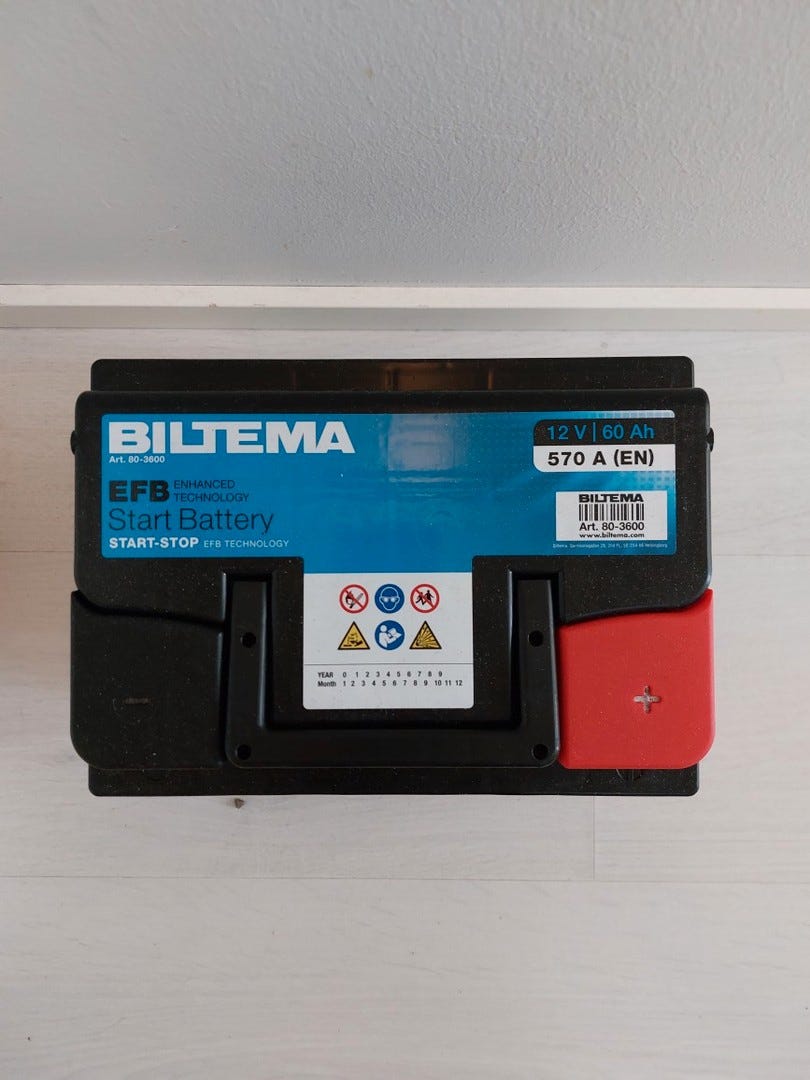 BILTEMA
Art. 80-3600
EFB ENHANCED TECHNOLOGY
Start Battery
START-STOP EFB TECHNOLOGY
12 V | 60 Ah
570 A (EN)
BILTEMA
Art. 80-3600
www.biltema.com
YEAR 0 1 2 3 4 5 6 7 8 9
Month 1 2 3 4 5 6 7 8 9 10 11 12
- +